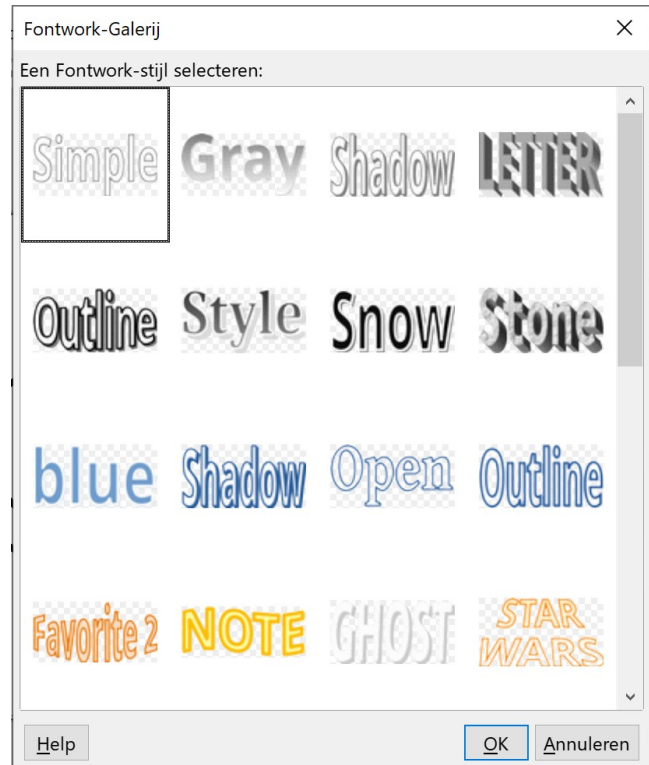 Fontwork-Galerij
Een Fontwork-stijl selecteren:
Simple Gray Shadow LETTER
Outline Style Snow Stone
blue Shadow Open Outline
Favorite 2 NOTE GHOST STAR WARS
Help OK Annuleren